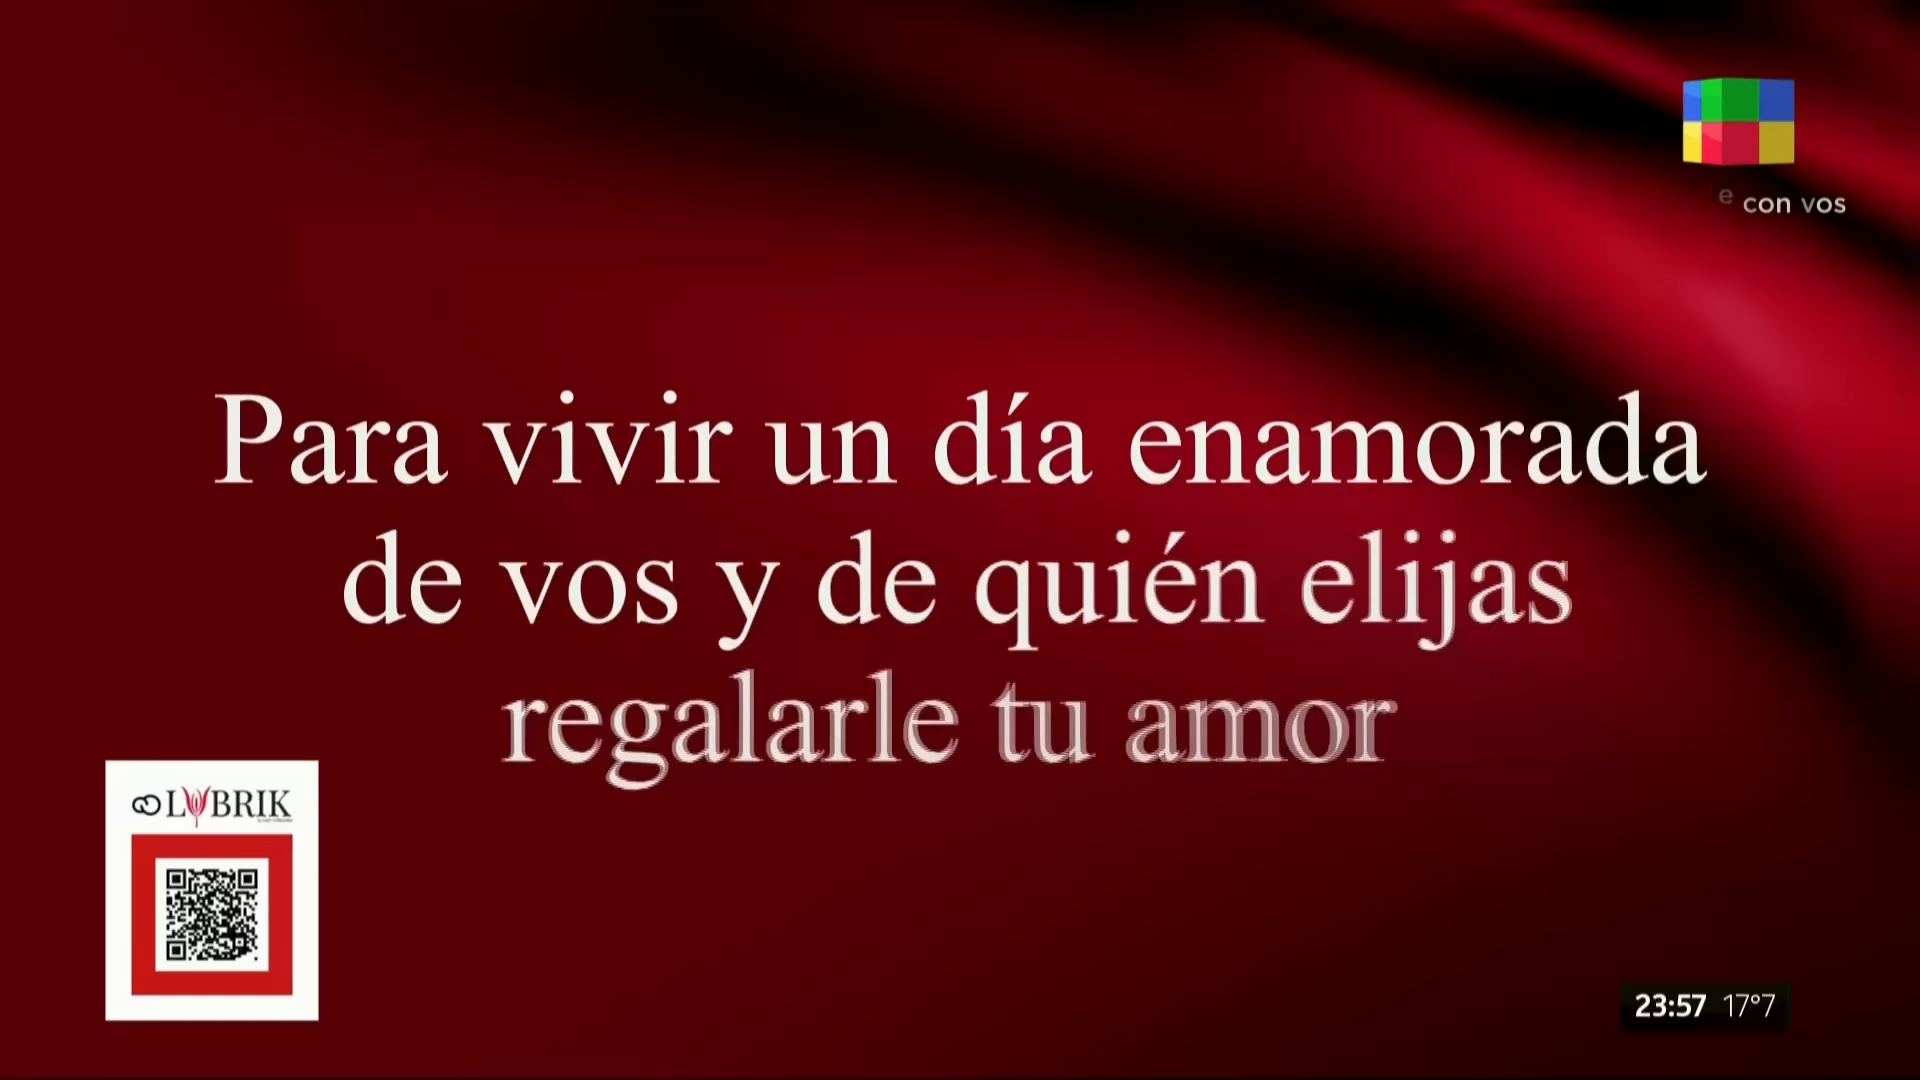 e con vos
Para vivir un día enamorada
de vos y de quién elijas
regalarle tu amor
LYBRIK
23:57 17°7